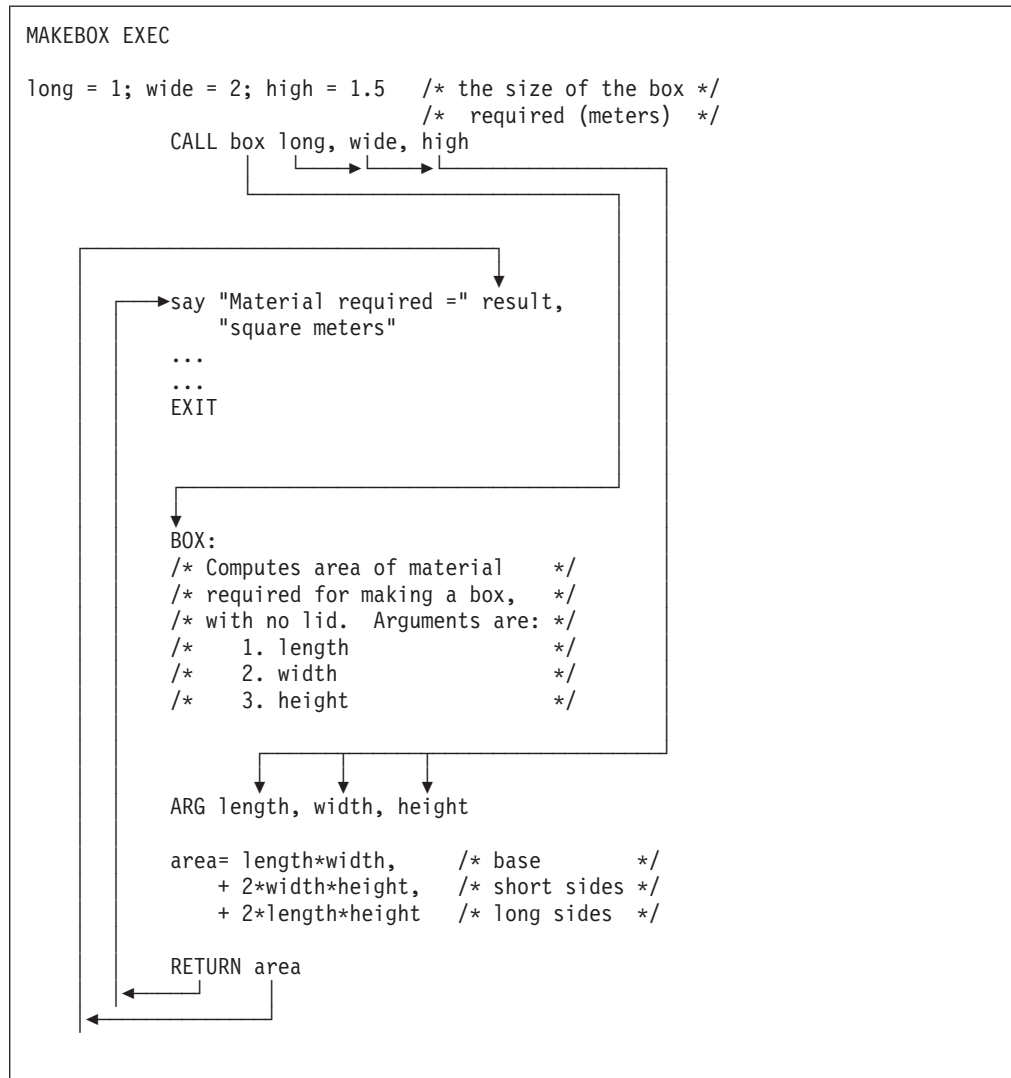 MAKEBOX EXEC
long = 1; wide = 2; high = 1.5 /* the size of the box */
/* required (meters) */
CALL box long, wide, high
say "Material required =" result,
"square meters"
...
...
EXIT
BOX:
/* Computes area of material */
/* required for making a box, */
/* with no lid. Arguments are: */
/* 1. length */
/* 2. width */
/* 3. height */
ARG length, width, height
area= length*width, /* base */
+ 2*width*height, /* short sides */
+ 2*length*height /* long sides */
RETURN area